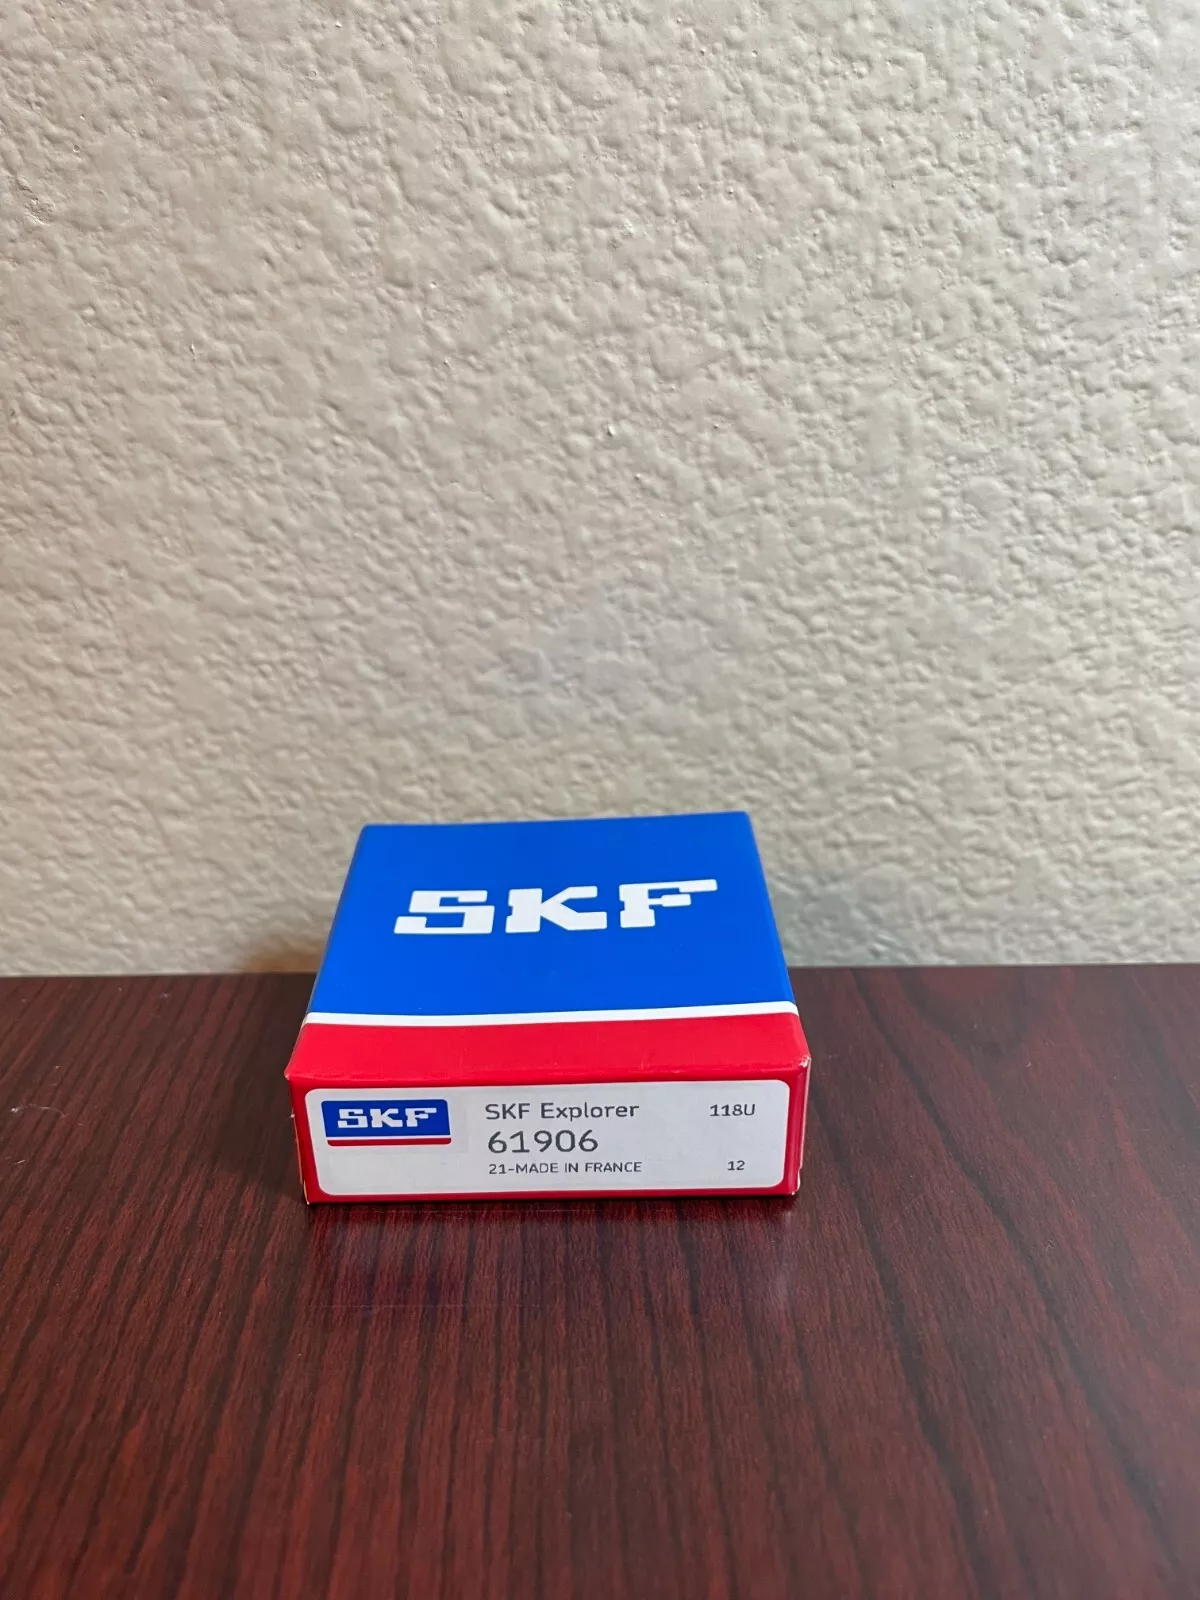 SKF
SKF
SKF Explorer 118U
61906
21-MADE IN FRANCE 12